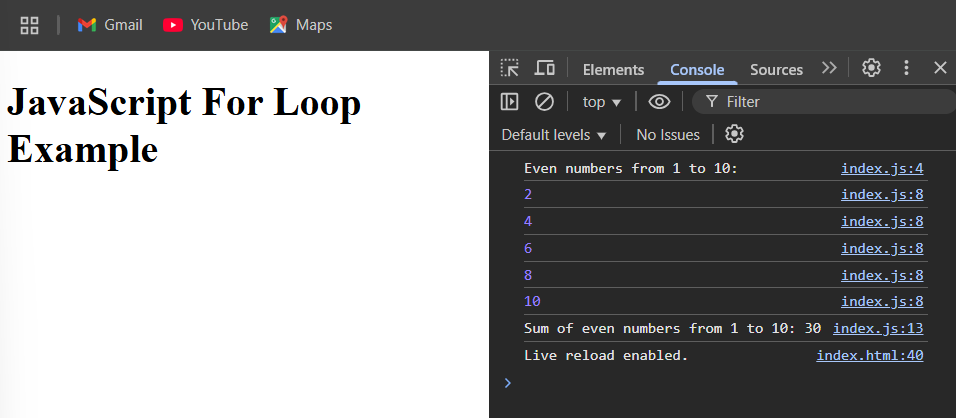 Gmail YouTube Maps
JavaScript For Loop
Example
Elements Console Sources
top Filter
Default levels No Issues
Even numbers from 1 to 10: index.js:4
2 index.js:8
4 index.js:8
6 index.js:8
8 index.js:8
10 index.js:8
Sum of even numbers from 1 to 10: 30 index.js:13
Live reload enabled. index.html:40